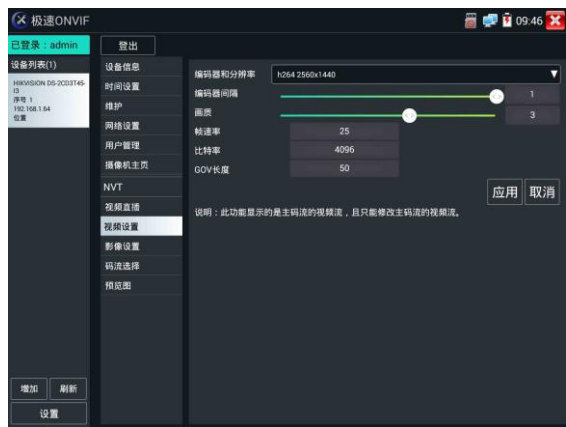 极速ONVIF
09:46
已登录：admin
登出
设备列表(1)
HIKVISION DS-2CD3T45-I3
序号 1
192.168.1.64
位置
设备信息
时间设置
维护
网络设置
用户管理
摄像机主页
NVT
视频直播
视频设置
影像设置
码流选择
预览图
编码器和分辨率 h264 2560x1440
编码器间隔 1
画质 3
帧速率 25
比特率 4096
GOV长度 50
应用 取消
说明：此功能显示的是主码流的视频流，且只能修改主码流的视频流。
增加 刷新
设置